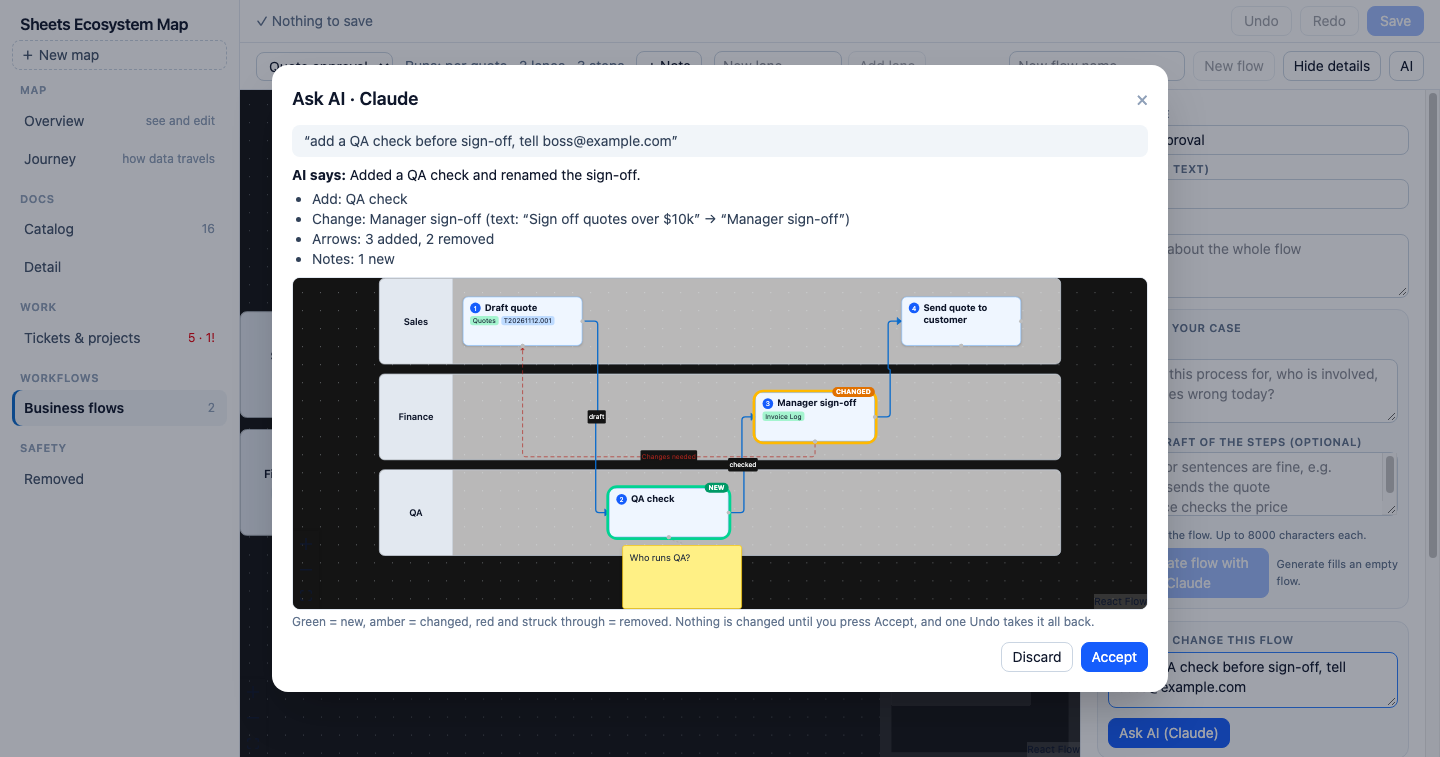 Sheets Ecosystem Map
+ New map
MAP
Overview see and edit
Journey how data travels
DOCS
Catalog 16
Detail
WORK
Tickets & projects 5 · 1!
WORKFLOWS
Business flows 2
SAFETY
Removed
✓ Nothing to save
Undo
Redo
Save
New flow
Hide details
AI
Ask AI · Claude
×
“add a QA check before sign-off, tell boss@example.com”
AI says: Added a QA check and renamed the sign-off.
• Add: QA check
• Change: Manager sign-off (text: “Sign off quotes over $10k” → “Manager sign-off”)
• Arrows: 3 added, 2 removed
• Notes: 1 new
Sales
1 Draft quote
Quotes T20261112.001
4 Send quote to
customer
draft
Finance
CHANGED
3 Manager sign-off
Invoice Log
Changes needed
checked
QA
NEW
2 QA check
Who runs QA?
React Flow
Green = new, amber = changed, red and struck through = removed. Nothing is changed until you press Accept, and one Undo takes it all back.
Discard
Accept
TEXT)
about the whole flow
YOUR CASE
this process for, who is involved,
wrong today?
OF THE STEPS (OPTIONAL)
or sentences are fine, e.g.
sends the quote
checks the price
the flow. Up to 8000 characters each.
flow with
Claude
Generate fills an empty
flow.
CHANGE THIS FLOW
QA check before sign-off, tell
@example.com
Ask AI (Claude)
React Flow